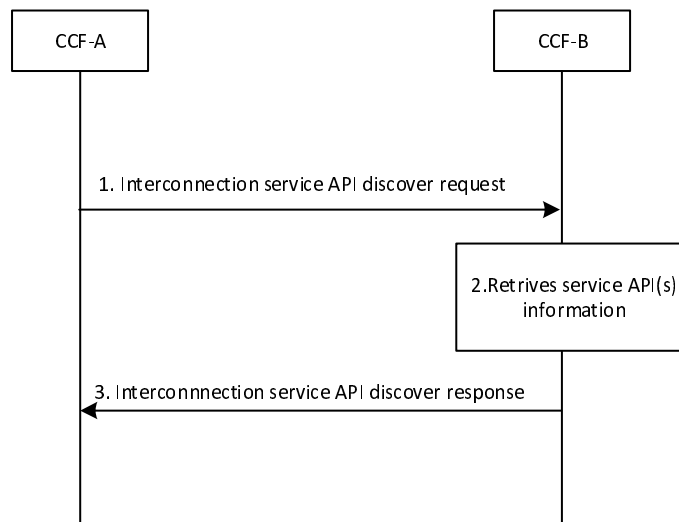 CCF-A
CCF-B
1. Interconnection service API discover request
2.Retrives service API(s)
information
3. Interconnnection service API discover response